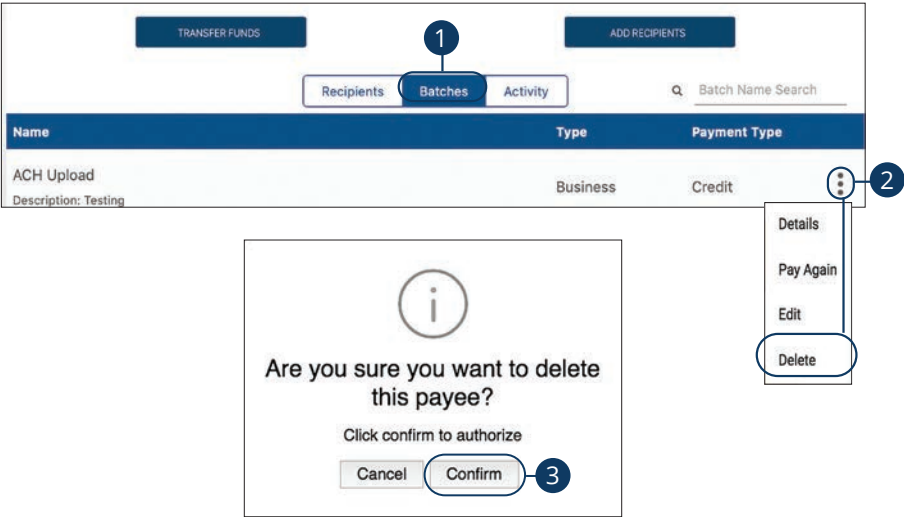 TRANSFER FUNDS ADD RECIPIENTS
1
Recipients Batches Activity Batch Name Search
Name Type Payment Type
ACH Upload Business Credit 2
Description: Testing
Details
Pay Again
Edit
Delete
Are you sure you want to delete
this payee?
Click confirm to authorize
Cancel Confirm 3